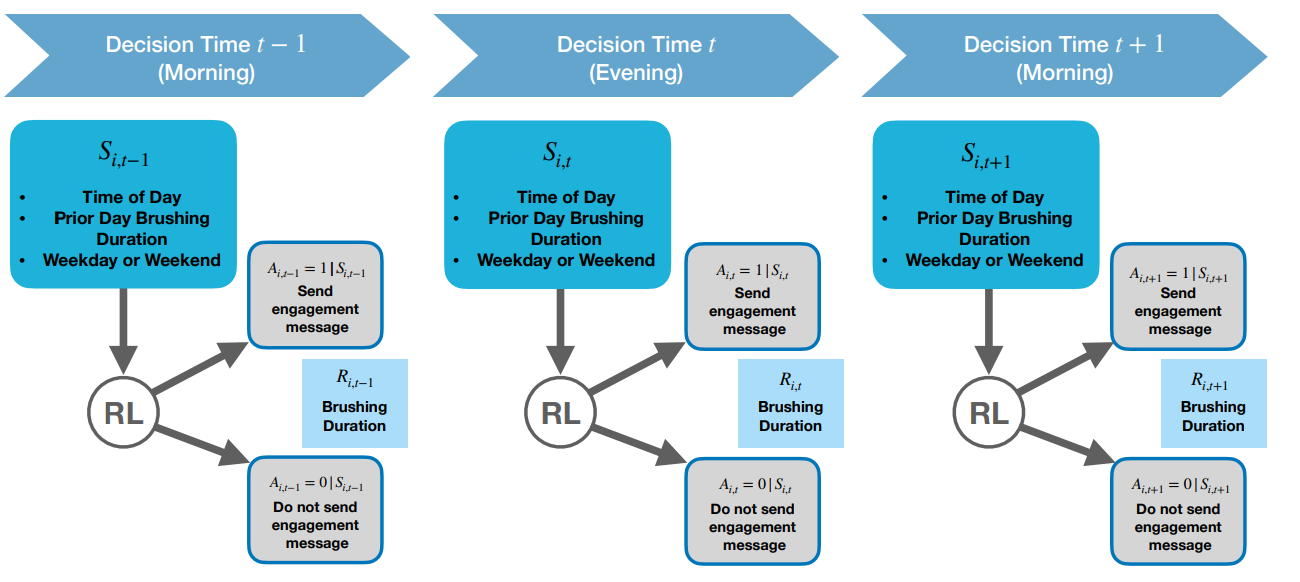 Decision Time t − 1
(Morning)
S_{i,t−1}
• Time of Day
• Prior Day Brushing
Duration
• Weekday or Weekend
A_{i,t−1} = 1 | S_{i,t−1}
Send
engagement
message
RL
R_{i,t−1}
Brushing
Duration
A_{i,t−1} = 0 | S_{i,t−1}
Do not send
engagement
message
Decision Time t
(Evening)
S_{i,t}
• Time of Day
• Prior Day Brushing
Duration
• Weekday or Weekend
A_{i,t} = 1 | S_{i,t}
Send
engagement
message
RL
R_{i,t}
Brushing
Duration
A_{i,t} = 0 | S_{i,t}
Do not send
engagement
message
Decision Time t + 1
(Morning)
S_{i,t+1}
• Time of Day
• Prior Day Brushing
Duration
• Weekday or Weekend
A_{i,t+1} = 1 | S_{i,t+1}
Send
engagement
message
RL
R_{i,t+1}
Brushing
Duration
A_{i,t+1} = 0 | S_{i,t+1}
Do not send
engagement
message